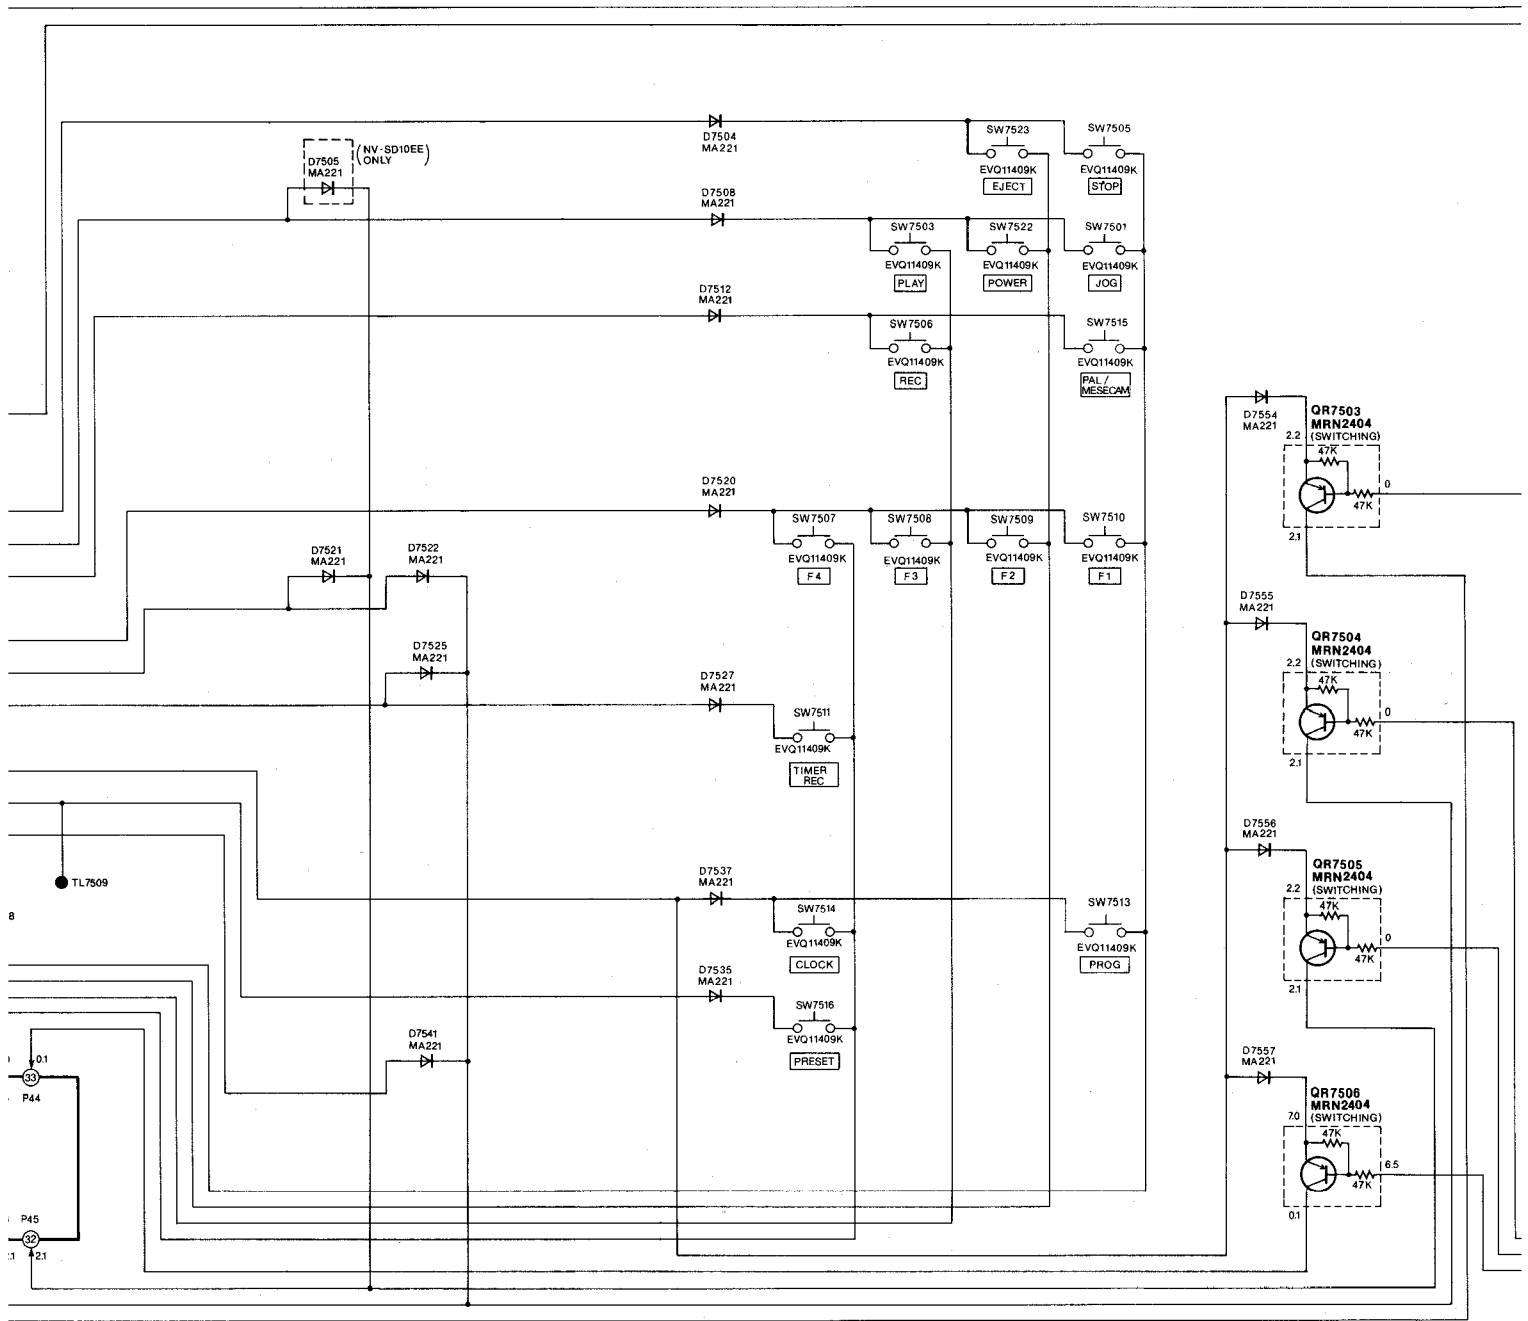 D7504
MA221
SW7523
EVQ11409K
EJECT
SW7505
EVQ11409K
STOP
D7505
MA221
(NV-SD10EE
ONLY)
D7508
MA221
SW7503
EVQ11409K
PLAY
SW7522
EVQ11409K
POWER
SW7501
EVQ11409K
JOG
D7512
MA221
SW7506
EVQ11409K
REC
SW7515
EVQ11409K
PAL/
MESECAM
D7554
MA221
QR7503
MRN2404
(SWITCHING)
2.2
47K
0
47K
2.1
D7520
MA221
SW7507
EVQ11409K
F4
SW7508
EVQ11409K
F3
SW7509
EVQ11409K
F2
SW7510
EVQ11409K
F1
D7521
MA221
D7522
MA221
D7555
MA221
QR7504
MRN2404
(SWITCHING)
2.2
47K
0
47K
2.1
D7525
MA221
D7527
MA221
SW7511
EVQ11409K
TIMER
REC
D7556
MA221
QR7505
MRN2404
(SWITCHING)
2.2
47K
0
47K
2.1
TL7509
8
D7537
MA221
SW7514
EVQ11409K
CLOCK
SW7513
EVQ11409K
PROG
D7535
MA221
SW7516
EVQ11409K
PRESET
D7541
MA221
D7557
MA221
QR7506
MRN2404
(SWITCHING)
7.0
47K
6.5
47K
0.1
0.1
33
P44
P45
32
2.1